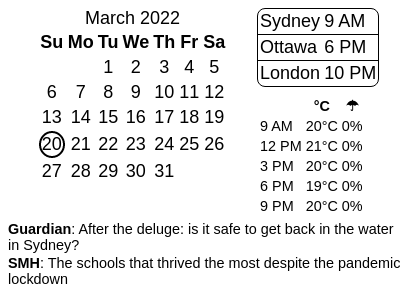 March 2022
Su Mo Tu We Th Fr Sa
1 2 3 4 5
6 7 8 9 10 11 12
13 14 15 16 17 18 19
20 21 22 23 24 25 26
27 28 29 30 31
Sydney 9 AM
Ottawa 6 PM
London 10 PM
°C ☂
9 AM 20°C 0%
12 PM 21°C 0%
3 PM 20°C 0%
6 PM 19°C 0%
9 PM 20°C 0%
Guardian: After the deluge: is it safe to get back in the water
in Sydney?
SMH: The schools that thrived the most despite the pandemic
lockdown